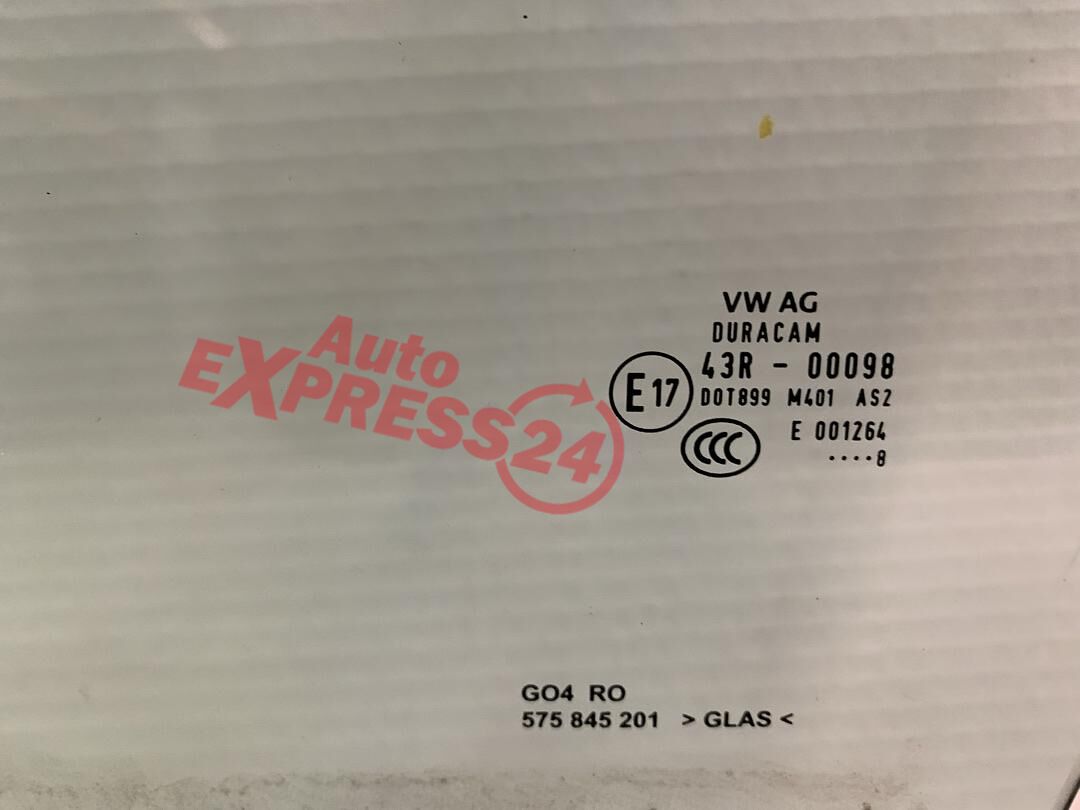 Auto
EXPRESS24
VW AG
DURACAM
E 17
43R - 00098
DOT899 M401 AS2
CCC
E 001264
····8
GO4 RO
575 845 201 > GLAS <